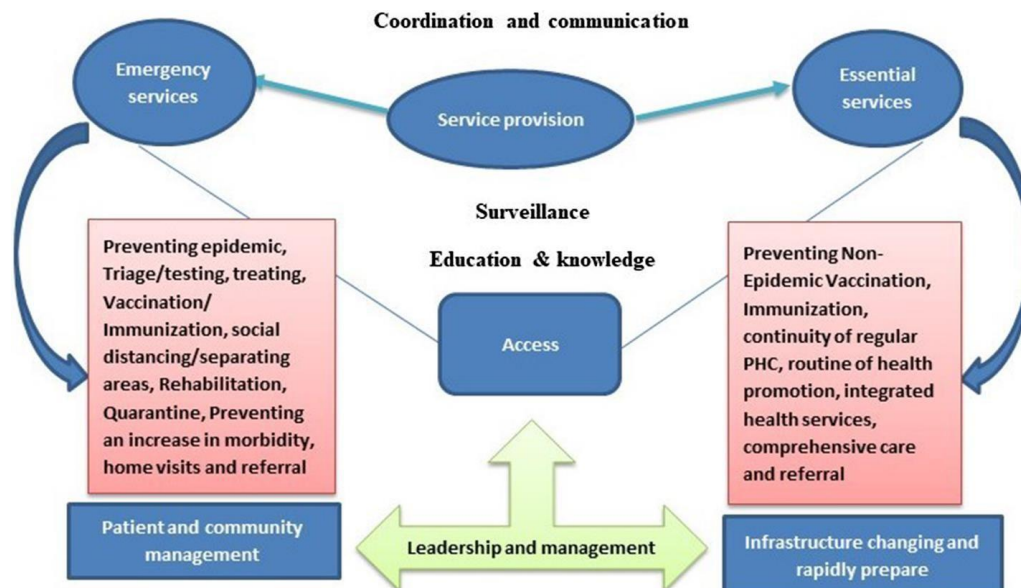 Coordination and communication
Emergency
services
Service provision
Essential
services
Surveillance
Education & knowledge
Preventing epidemic,
Triage/testing, treating,
Vaccination/
Immunization, social
distancing/separating
areas, Rehabilitation,
Quarantine, Preventing
an increase in morbidity,
home visits and referral
Access
Preventing Non-
Epidemic Vaccination,
Immunization,
continuity of regular
PHC, routine of health
promotion, integrated
health services,
comprehensive care
and referral
Patient and community
management
Leadership and management
Infrastructure changing and
rapidly prepare